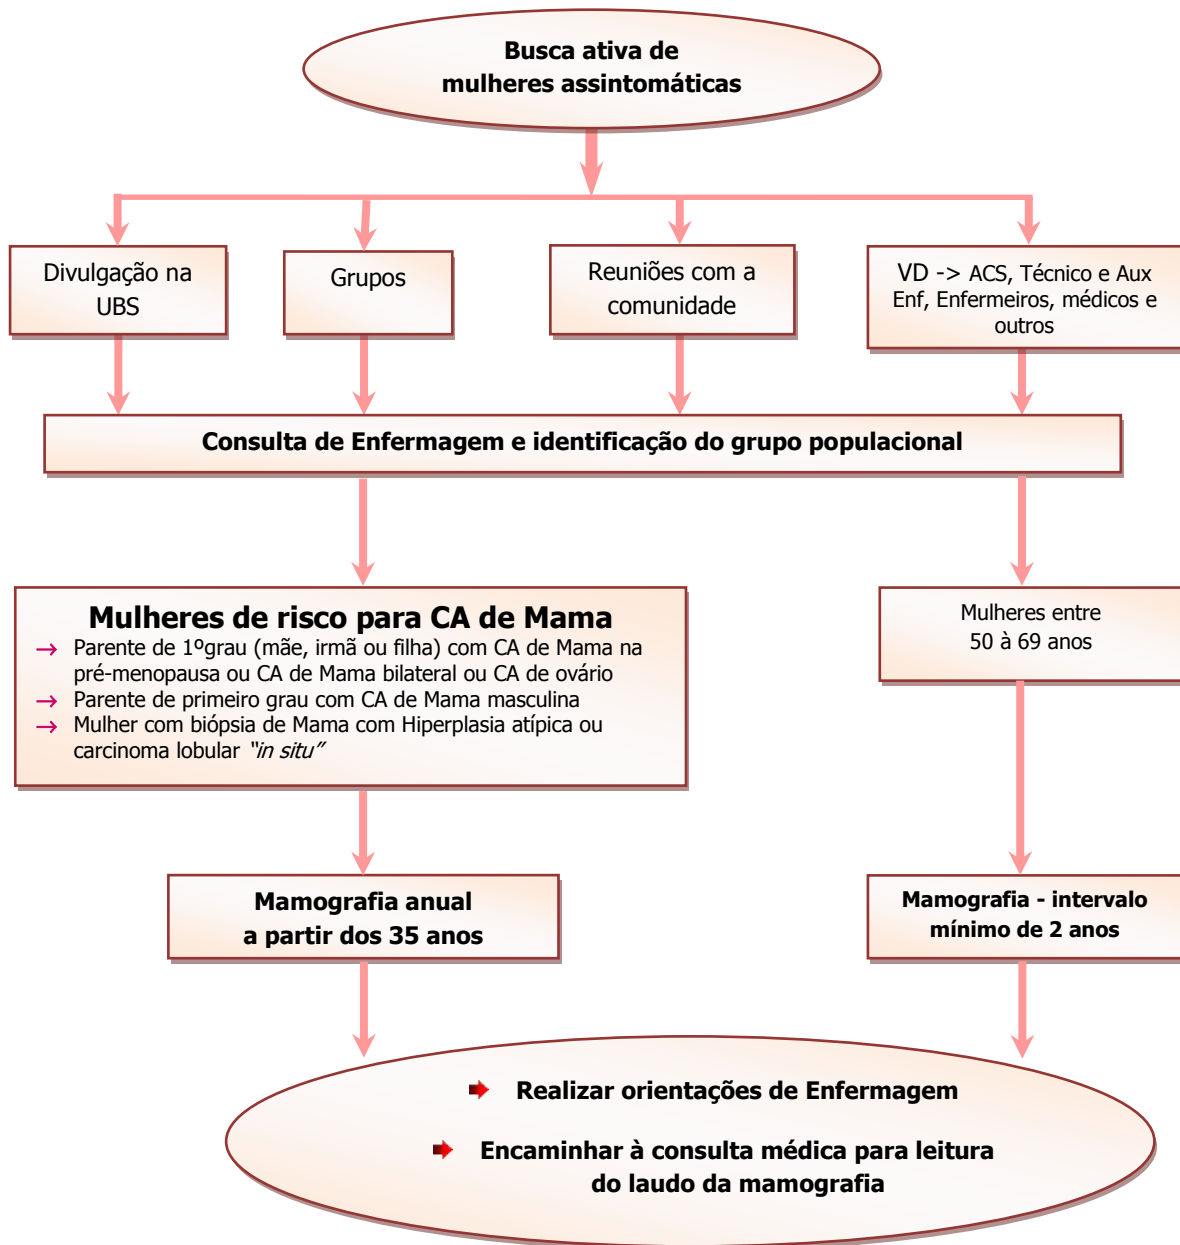 Busca ativa de
mulheres assintomáticas
Divulgação na
UBS
Grupos
Reuniões com a
comunidade
VD -> ACS, Técnico e Aux
Enf, Enfermeiros, médicos e
outros
Consulta de Enfermagem e identificação do grupo populacional
Mulheres de risco para CA de Mama
→ Parente de 1ºgrau (mãe, irmã ou filha) com CA de Mama na
pré-menopausa ou CA de Mama bilateral ou CA de ovário
→ Parente de primeiro grau com CA de Mama masculina
→ Mulher com biópsia de Mama com Hiperplasia atípica ou
carcinoma lobular "in situ"
Mulheres entre
50 à 69 anos
Mamografia anual
a partir dos 35 anos
Mamografia - intervalo
mínimo de 2 anos
Realizar orientações de Enfermagem
Encaminhar à consulta médica para leitura
do laudo da mamografia